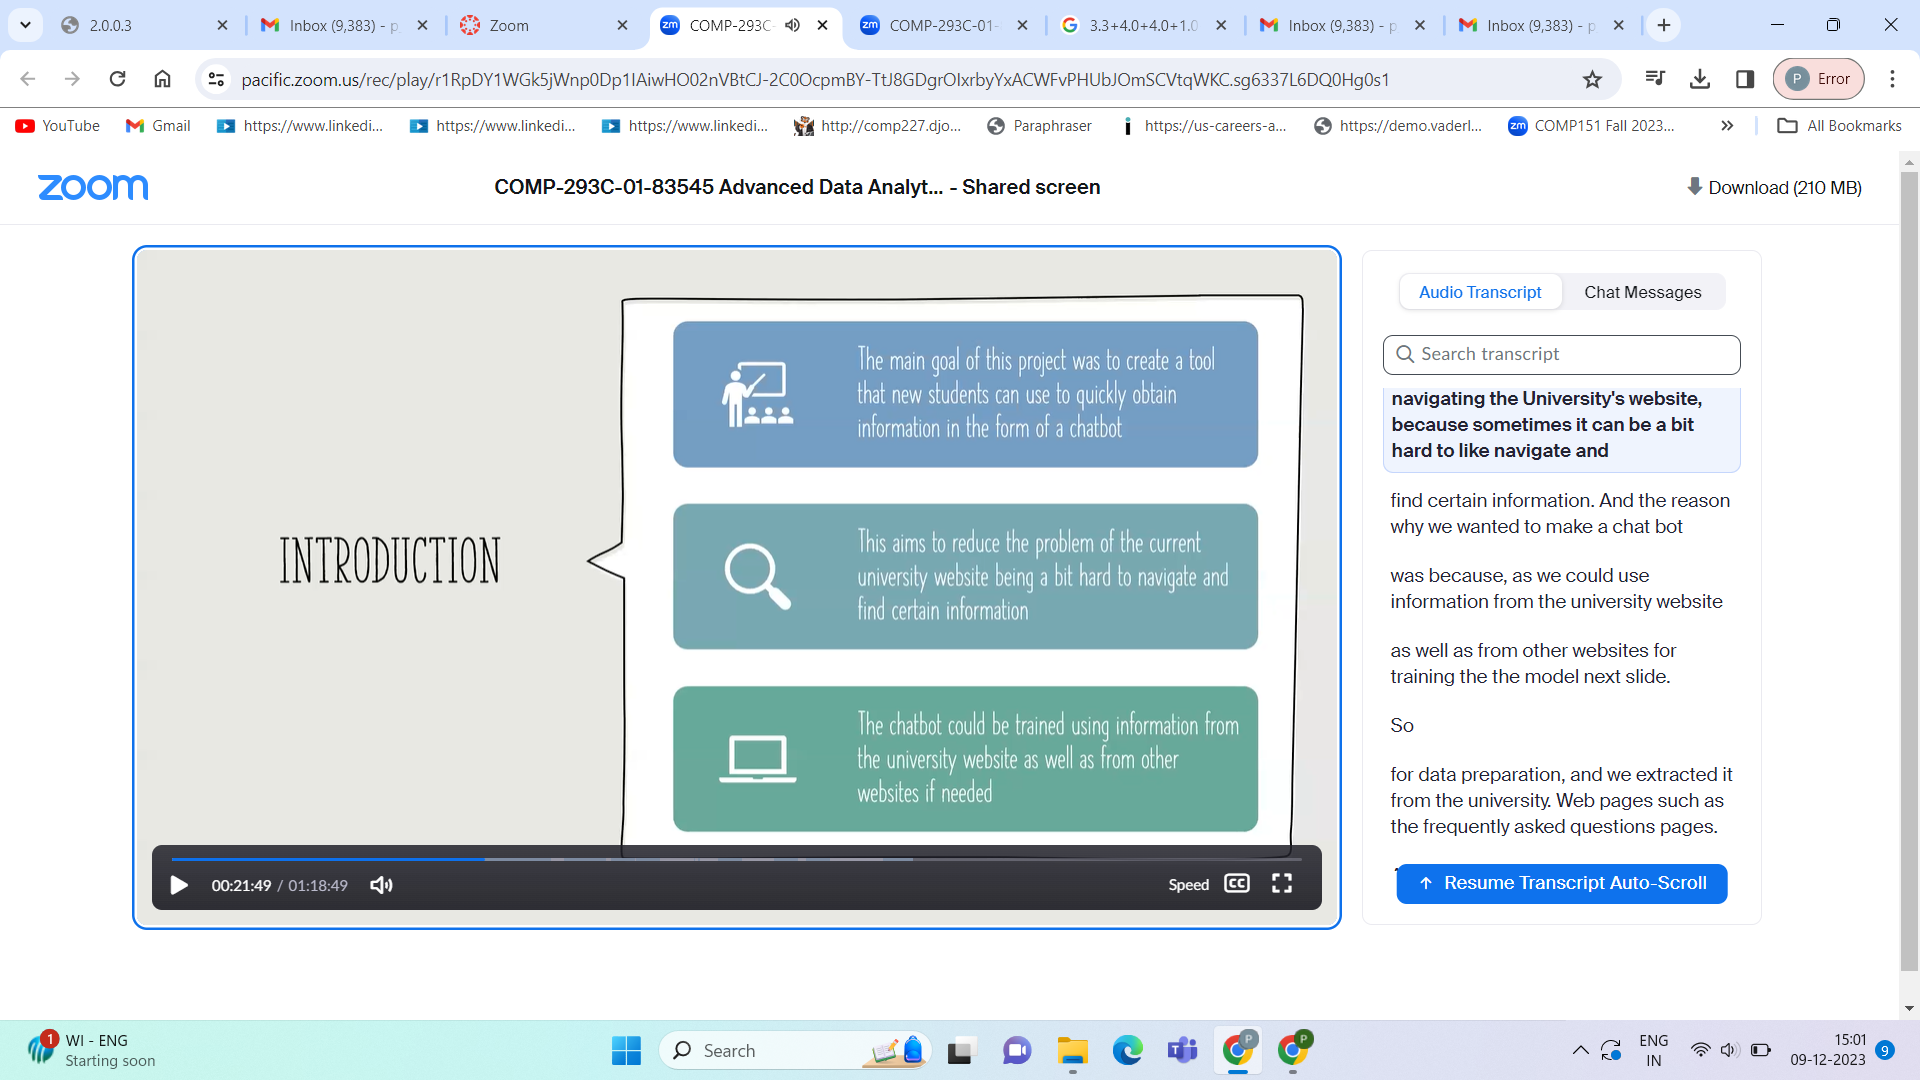 2.0.0.3
Inbox (9,383) - p
Zoom
COMP-293C-
COMP-293C-01-
3.3+4.0+4.0+1.0
Inbox (9,383) - p
Inbox (9,383) - p
pacific.zoom.us/rec/play/r1RpDY1WGk5jWnp0Dp1IAiwHO02nVBtCJ-2C0OcpmBY-TtJ8GDgrOIxrbyYxACWFvPHUbJOmSCVtqWKC.sg6337L6DQ0Hg0s1
P Error
YouTube
Gmail
https://www.linkedi...
https://www.linkedi...
https://www.linkedi...
http://comp227.djo...
Paraphraser
https://us-careers-a...
https://demo.vaderl...
COMP151 Fall 2023...
All Bookmarks
zoom
COMP-293C-01-83545 Advanced Data Analyt... - Shared screen
Download (210 MB)
INTRODUCTION
The main goal of this project was to create a tool
that new students can use to quickly obtain
information in the form of a chatbot
This aims to reduce the problem of the current
university website being a bit hard to navigate and
find certain information
The chatbot could be trained using information from
the university website as well as from other
websites if needed
00:21:49 / 01:18:49
Speed
CC
Audio Transcript
Chat Messages
Search transcript
navigating the University's website,
because sometimes it can be a bit
hard to like navigate and
find certain information. And the reason
why we wanted to make a chat bot
was because, as we could use
information from the university website
as well as from other websites for
training the the model next slide.
So
for data preparation, and we extracted it
from the university. Web pages such as
the frequently asked questions pages.
Resume Transcript Auto-Scroll
1
WI - ENG
Starting soon
Search
ENG
IN
15:01
09-12-2023
9